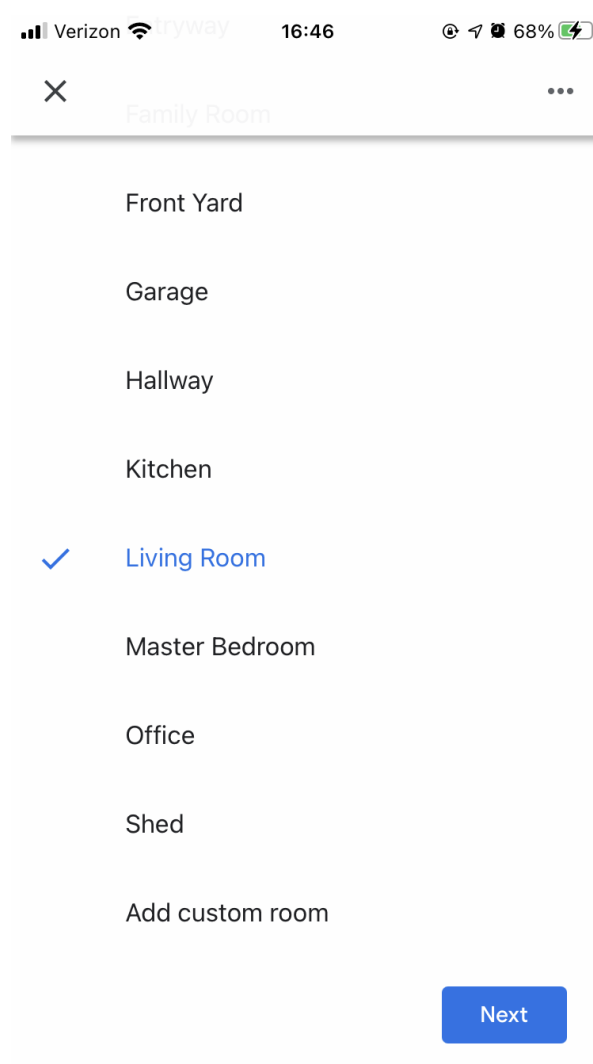 Entryway
Verizon 16:46 68%
Family Room
Front Yard
Garage
Hallway
Kitchen
Living Room
Master Bedroom
Office
Shed
Add custom room
Next